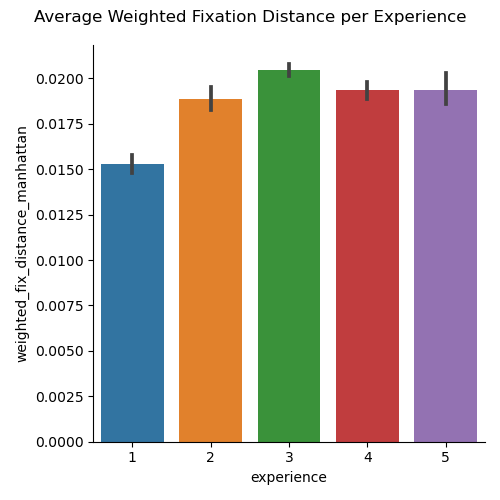 Average Weighted Fixation Distance per Experience
weighted_fix_distance_manhattan
0.0200
0.0175
0.0150
0.0125
0.0100
0.0075
0.0050
0.0025
0.0000
1 2 3 4 5
experience